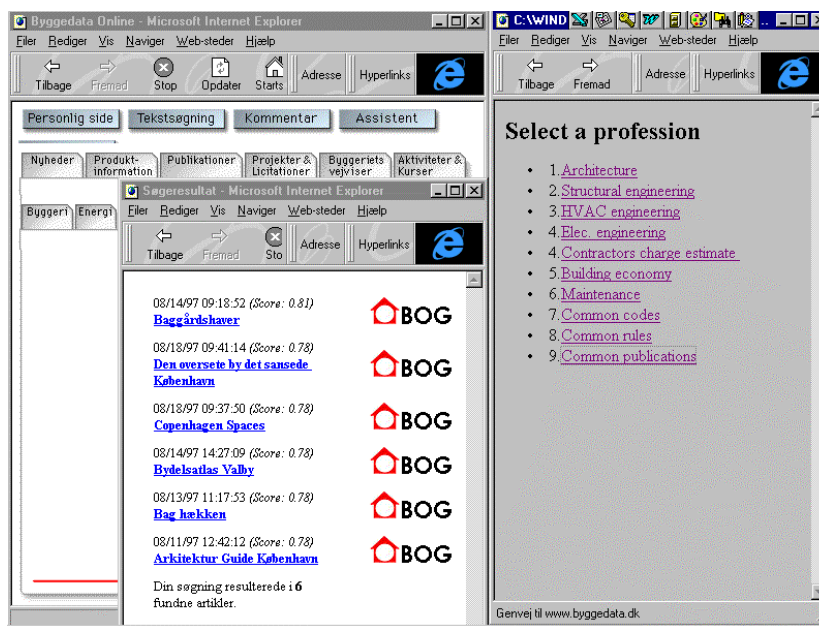 Byggedata Online - Microsoft Internet Explorer
Filer Rediger Vis Naviger Web-steder Hjælp
Tilbage Fremad Stop Opdater Starts Adresse Hyperlinks
Personlig side Tekstsøgning Kommentar Assistent
Nyheder Produkt- Publikationer Projekter & Byggeriets Aktiviteter &
information Licitationer vejviser Kurser
Byggeri Energi
Søgeresultat - Microsoft Internet Explorer
Filer Rediger Vis Naviger Web-steder Hjælp
Tilbage Fremad Sto Adresse Hyperlinks
08/14/97 09:18:52 (Score: 0.81)
Baggårdshaver
BOG
08/18/97 09:41:14 (Score: 0.78)
Den oversete by det sansede
København
BOG
08/18/97 09:37:50 (Score: 0.78)
Copenhagen Spaces
BOG
08/14/97 14:27:09 (Score: 0.78)
Bydelsatlas Valby
BOG
08/13/97 11:17:53 (Score: 0.78)
Bag hækken
BOG
08/11/97 12:42:12 (Score: 0.78)
Arkitektur Guide København
BOG
Din søgning resulterede i 6
fundne artikler.
C:\WIND ..
Filer Rediger Vis Naviger Web-steder Hjælp
Tilbage Fremad Adresse Hyperlinks
Select a profession
• 1.Architecture
• 2.Structural engineering
• 3.HVAC engineering
• 4.Elec. engineering
• 4.Contractors charge estimate
• 5.Building economy
• 6.Maintenance
• 7.Common codes
• 8.Common rules
• 9.Common publications
Genvej til www.byggedata.dk